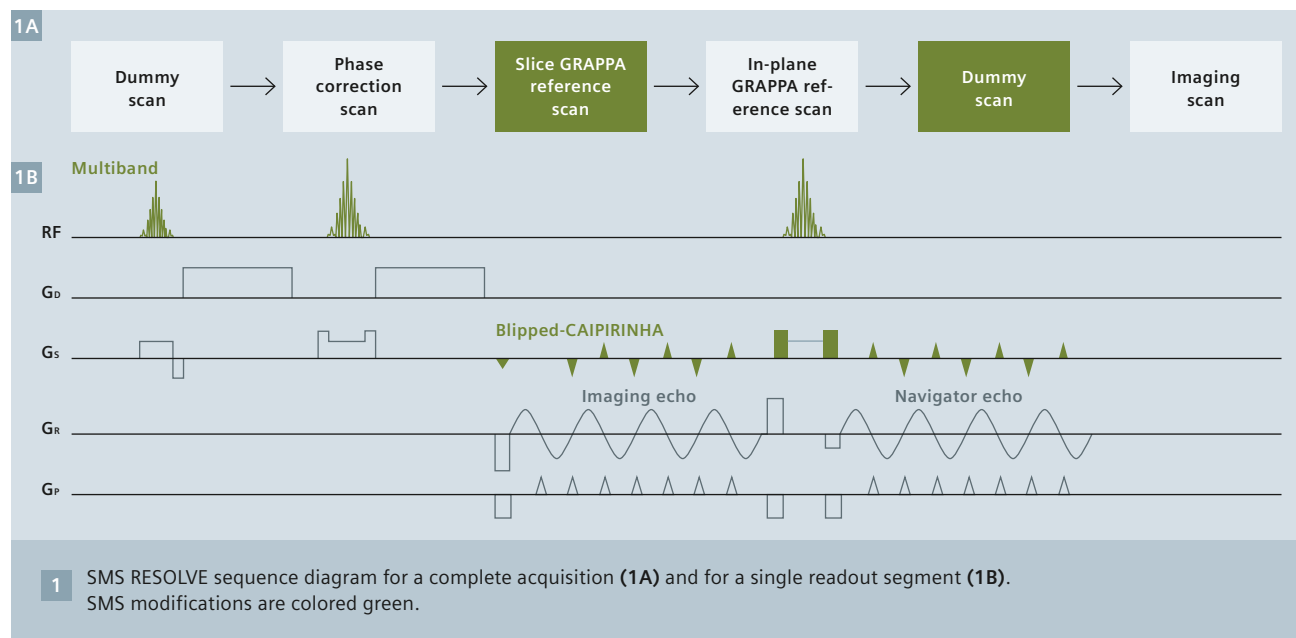 1A
Dummy
scan
Phase
correction
scan
Slice GRAPPA
reference
scan
In-plane
GRAPPA ref-
erence scan
Dummy
scan
Imaging
scan
1B
Multiband
RF
GD
Blipped-CAIPIRINHA
GS
Imaging echo
Navigator echo
GR
GP
1
SMS RESOLVE sequence diagram for a complete acquisition (1A) and for a single readout segment (1B).
SMS modifications are colored green.